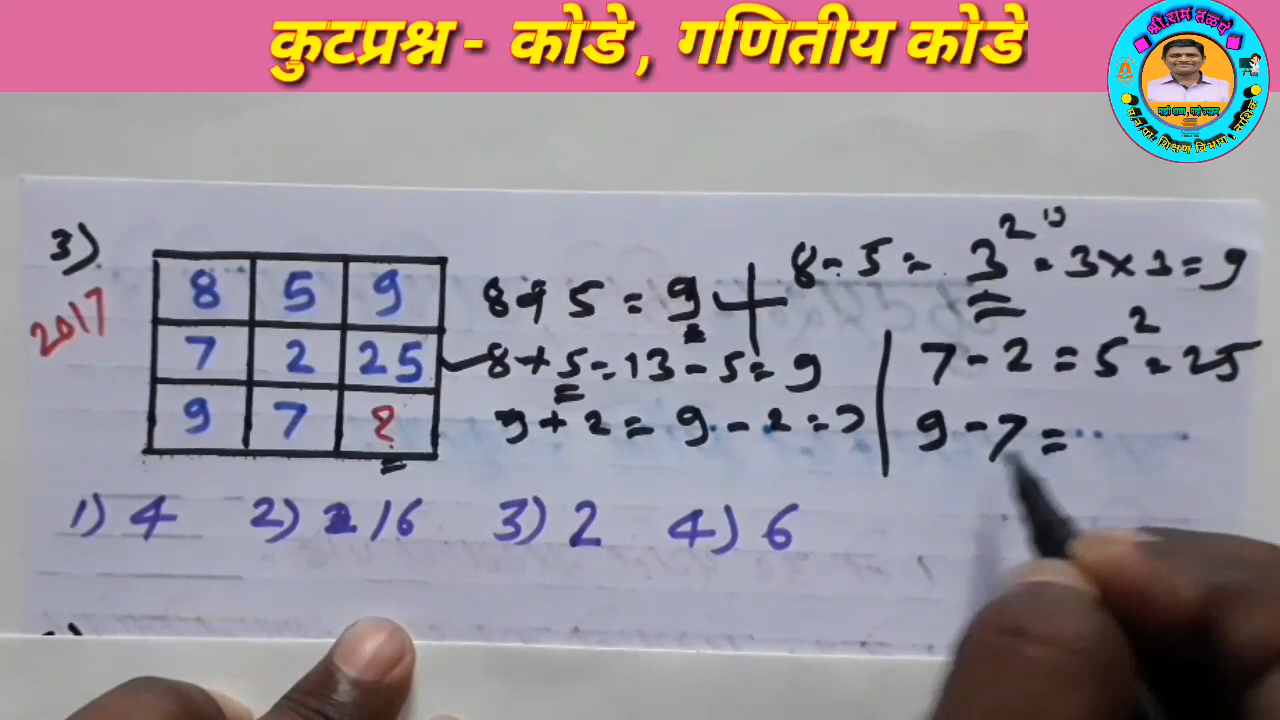 कुटप्रश्न - कोडे , गणितीय कोडे
श्री.राम तळपे
म.न.पा. शिक्षण विभाग, नाशिक
3)
2017
8 5 9
7 2 25
9 7 ?
8 + 5 = 9
8 + 5 = 13 - 5 = 9
9 + 2 = 9 - 2 = 7
8 - 5 = 3² = 3 × 3 = 9
7 - 2 = 5² = 25
9 - 7 =
1) 4 2) 16 3) 2 4) 6